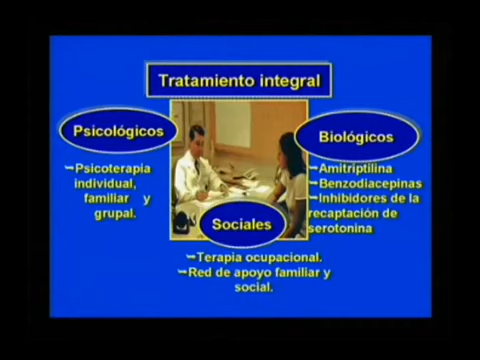 Tratamiento integral
Psicológicos
Psicoterapia
individual,
familiar y
grupal.
Biológicos
Amitriptilina
Benzodiacepinas
Inhibidores de la
recaptación de
serotonina
Sociales
Terapia ocupacional.
Red de apoyo familiar y
social.